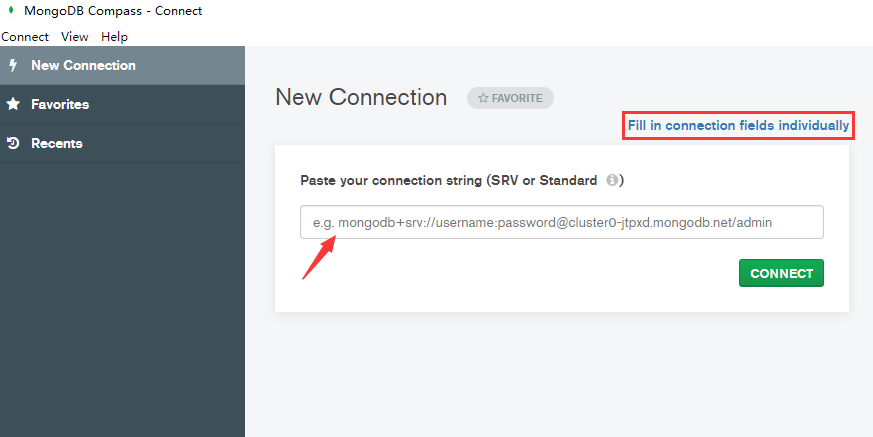 MongoDB Compass - Connect
Connect View Help
New Connection
Favorites
Recents
New Connection
FAVORITE
Fill in connection fields individually
Paste your connection string (SRV or Standard )
e.g. mongodb+srv://username:password@cluster0-jtpxd.mongodb.net/admin
CONNECT